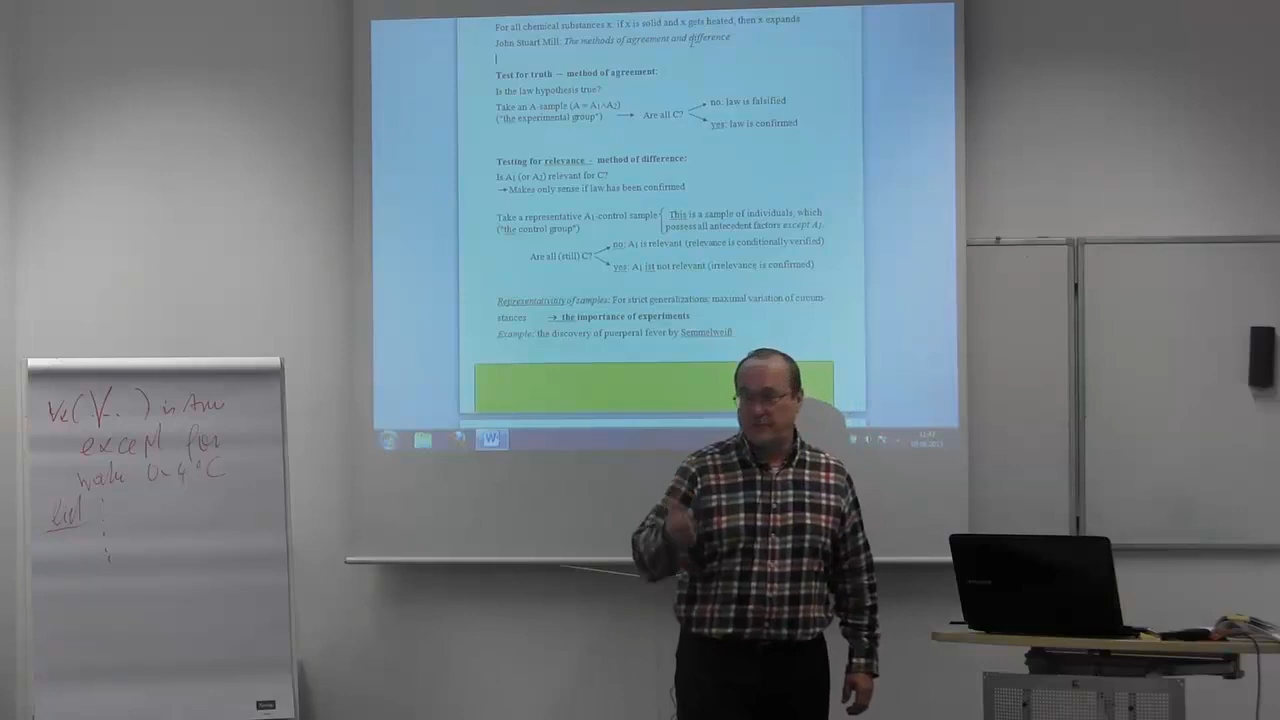 For all chemical substances x: if x is solid and x gets heated, then x expands
John Stuart Mill: The methods of agreement and difference
Test for truth – method of agreement:
Is the law hypothesis true?
Take an A-sample (A = A1∧A2)
("the experimental group") → Are all C?
no: law is falsified
yes: law is confirmed
Testing for relevance - method of difference:
Is A1 (or A2) relevant for C?
→ Makes only sense if law has been confirmed
Take a representative A1-control sample
("the control group")
This is a sample of individuals, which
possess all antecedent factors except A1.
Are all (still) C?
no: A1 is relevant (relevance is conditionally verified)
yes: A1 ist not relevant (irrelevance is confirmed)
Representativitiy of samples: For strict generalizations: maximal variation of circum-
stances → the importance of experiments
Example: the discovery of puerperal fever by Semmelweiß
W
is
except for
0-4°C